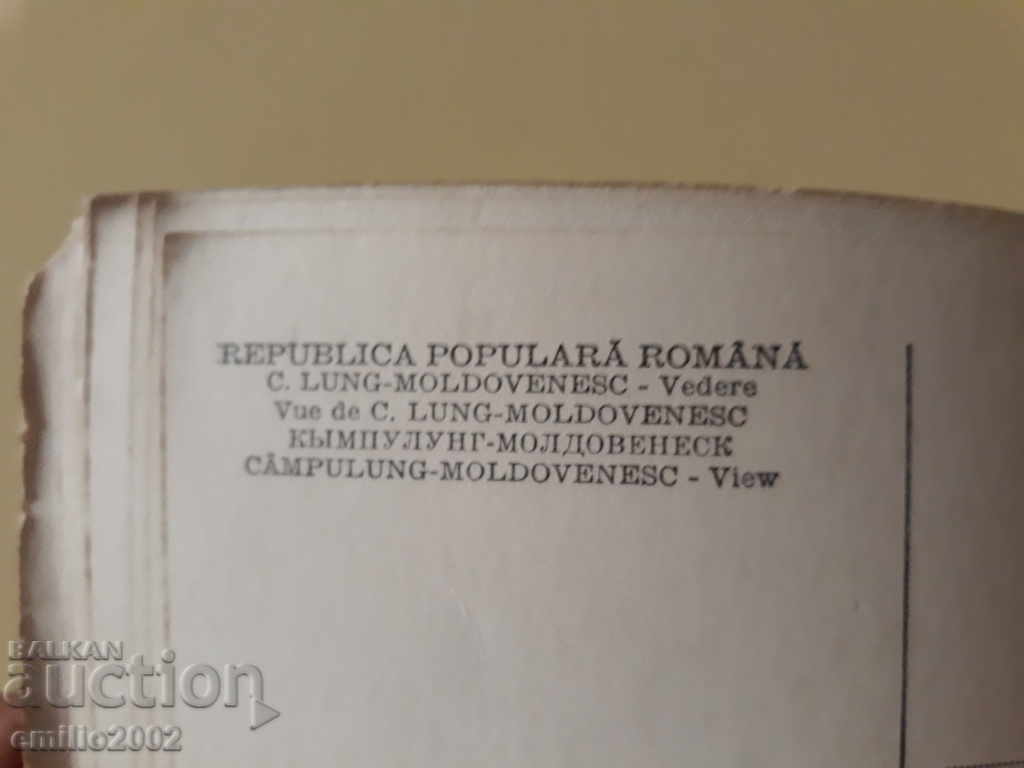 REPUBLICA POPULARĂ ROMÂNĂ
C. LUNG-MOLDOVENESC - Vedere
Vue de C. LUNG-MOLDOVENESC
КЫМПУЛУНГ-МОЛДОВЕНЕСК
CÂMPULUNG-MOLDOVENESC - View
BALKAN
auction
emilio2002